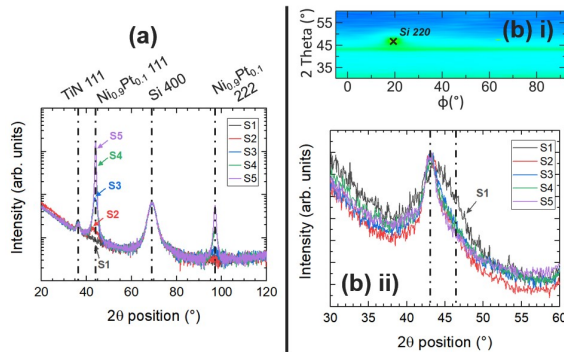 (a)
TiN 111
Ni0.9Pt0.1 111
Si 400
Ni0.9Pt0.1
222
S5
S4
S3
S2
S1
S1
S2
S3
S4
S5
Intensity (arb. units)
20 40 60 80 100 120
2θ position (°)
(b) i)
Si 220
2 Theta (°)
55°
45°
35°
0 20 40 60 80
ϕ(°)
S1
S1
S2
S3
S4
S5
(b) ii)
Intensity (arb. units)
30 35 40 45 50 55 60
2θ position (°)